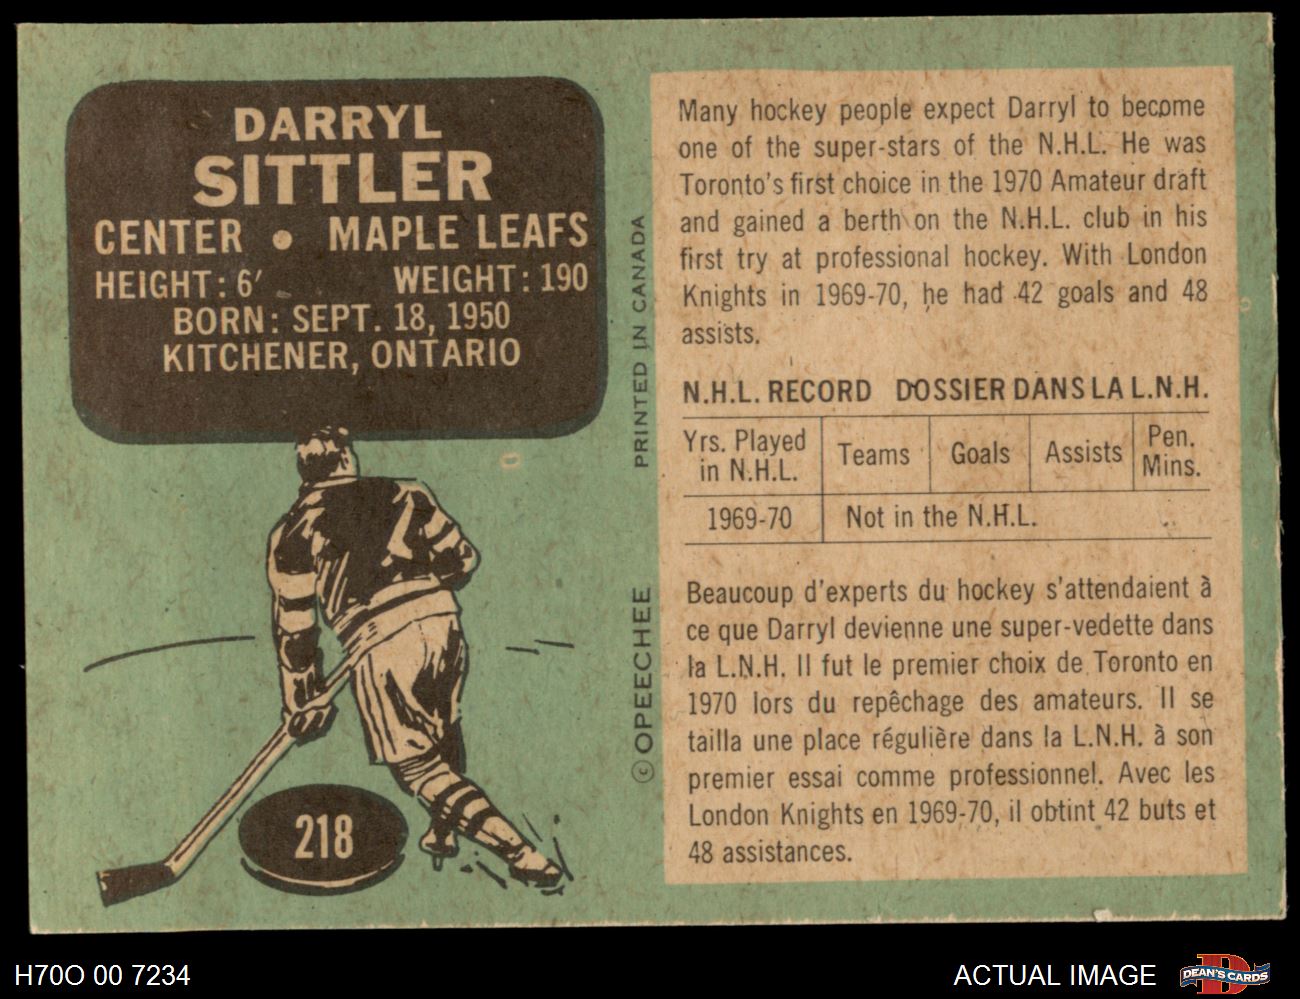 DARRYL
SITTLER
CENTER • MAPLE LEAFS
HEIGHT: 6′ WEIGHT: 190
BORN: SEPT. 18, 1950
KITCHENER, ONTARIO
218
PRINTED IN CANADA
© OPEECHEE
Many hockey people expect Darryl to become
one of the super-stars of the N.H.L. He was
Toronto's first choice in the 1970 Amateur draft
and gained a berth on the N.H.L. club in his
first try at professional hockey. With London
Knights in 1969-70, he had 42 goals and 48
assists.
N.H.L. RECORD DOSSIER DANS LA L.N.H.
Yrs. Played
in N.H.L.
Teams
Goals
Assists
Pen.
Mins.
1969-70 Not in the N.H.L.
Beaucoup d'experts du hockey s'attendaient à
ce que Darryl devienne une super-vedette dans
la L.N.H. Il fut le premier choix de Toronto en
1970 lors du repêchage des amateurs. Il se
tailla une place régulière dans la L.N.H. à son
premier essai comme professionnel. Avec les
London Knights en 1969-70, il obtint 42 buts et
48 assistances.
H70O 00 7234
ACTUAL IMAGE
D
DEAN'S CARDS